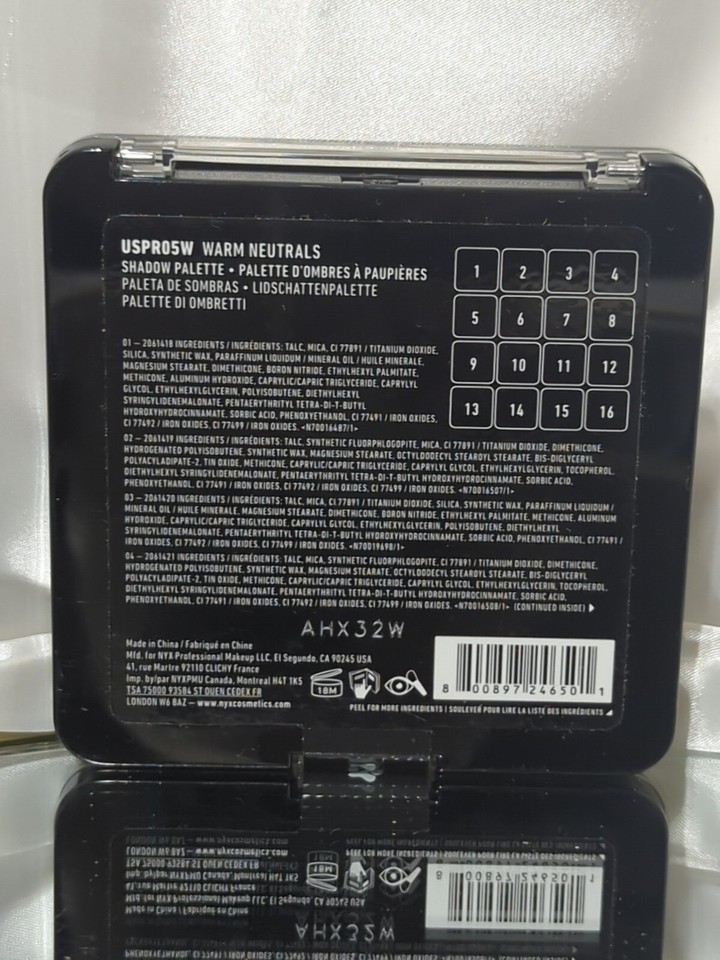 USPR05W WARM NEUTRALS
SHADOW PALETTE • PALETTE D'OMBRES À PAUPIÈRES
PALETA DE SOMBRAS • LIDSCHATTENPALETTE
PALETTE DI OMBRETTI
1 2 3 4
5 6 7 8
9 10 11 12
13 14 15 16
01 – 2061418 INGREDIENTS / INGRÉDIENTS: TALC, MICA, CI 77891 / TITANIUM DIOXIDE,
SILICA, SYNTHETIC WAX, PARAFFINUM LIQUIDUM / MINERAL OIL / HUILE MINERALE,
MAGNESIUM STEARATE, DIMETHICONE, BORON NITRIDE, ETHYLHEXYL PALMITATE,
METHICONE, ALUMINUM HYDROXIDE, CAPRYLIC/CAPRIC TRIGLYCERIDE, CAPRYLYL
GLYCOL, ETHYLHEXYLGLYCERIN, POLYISOBUTENE, DIETHYLHEXYL
SYRINGYLIDENEMALONATE, PENTAERYTHRITYL TETRA-DI-T-BUTYL
HYDROXYHYDROCINNAMATE, SORBIC ACID, PHENOXYETHANOL, CI 77491 / IRON OXIDES,
CI 77492 / IRON OXIDES, CI 77499 / IRON OXIDES. <N70016487/1>
02 – 2061419 INGREDIENTS / INGRÉDIENTS: TALC, SYNTHETIC FLUORPHLOGOPITE, MICA, CI 77891 / TITANIUM DIOXIDE, DIMETHICONE,
HYDROGENATED POLYISOBUTENE, SYNTHETIC WAX, MAGNESIUM STEARATE, OCTYLDODECYL STEAROYL STEARATE, BIS-DIGLYCERYL
POLYACYLADIPATE-2, TIN OXIDE, METHICONE, CAPRYLIC/CAPRIC TRIGLYCERIDE, CAPRYLYL GLYCOL, ETHYLHEXYLGLYCERIN, TOCOPHEROL,
DIETHYLHEXYL SYRINGYLIDENEMALONATE, PENTAERYTHRITYL TETRA-DI-T-BUTYL HYDROXYHYDROCINNAMATE, SORBIC ACID,
PHENOXYETHANOL, CI 77491 / IRON OXIDES, CI 77492 / IRON OXIDES, CI 77499 / IRON OXIDES. <N70016507/1>
03 – 2061420 INGREDIENTS / INGRÉDIENTS: TALC, MICA, CI 77891 / TITANIUM DIOXIDE, SILICA, SYNTHETIC WAX, PARAFFINUM LIQUIDUM /
MINERAL OIL / HUILE MINERALE, MAGNESIUM STEARATE, DIMETHICONE, BORON NITRIDE, ETHYLHEXYL PALMITATE, METHICONE, ALUMINUM
HYDROXIDE, CAPRYLIC/CAPRIC TRIGLYCERIDE, CAPRYLYL GLYCOL, ETHYLHEXYLGLYCERIN, POLYISOBUTENE, DIETHYLHEXYL
SYRINGYLIDENEMALONATE, PENTAERYTHRITYL TETRA-DI-T-BUTYL HYDROXYHYDROCINNAMATE, SORBIC ACID, PHENOXYETHANOL, CI 77491 /
IRON OXIDES, CI 77492 / IRON OXIDES, CI 77499 / IRON OXIDES. <N70019698/1>
04 – 2061421 INGREDIENTS / INGRÉDIENTS: TALC, MICA, SYNTHETIC FLUORPHLOGOPITE, CI 77891 / TITANIUM DIOXIDE, DIMETHICONE,
HYDROGENATED POLYISOBUTENE, SYNTHETIC WAX, MAGNESIUM STEARATE, OCTYLDODECYL STEAROYL STEARATE, BIS-DIGLYCERYL
POLYACYLADIPATE-2, TIN OXIDE, METHICONE, CAPRYLIC/CAPRIC TRIGLYCERIDE, CAPRYLYL GLYCOL, ETHYLHEXYLGLYCERIN, TOCOPHEROL,
DIETHYLHEXYL SYRINGYLIDENEMALONATE, PENTAERYTHRITYL TETRA-DI-T-BUTYL HYDROXYHYDROCINNAMATE, SORBIC ACID,
PHENOXYETHANOL, CI 77491 / IRON OXIDES, CI 77492 / IRON OXIDES, CI 77499 / IRON OXIDES. <N70016508/1> (CONTINUED INSIDE)
AHX32W
Made in China / Fabriqué en Chine
Mfd. for NYX Professional Makeup LLC, El Segundo, CA 90245 USA
41, rue Martre 92110 CLICHY France
Imp. by/par NYXPMU Canada, Montreal H4T 1K5
TSA 75000 93584 ST OUEN CEDEX FR
LONDON W6 8AZ – www.nyxcosmetics.com
18M
8 00897 24650 1
PEEL FOR MORE INGREDIENTS | SOULEVER POUR LIRE LA LISTE DES INGRÉDIENTS